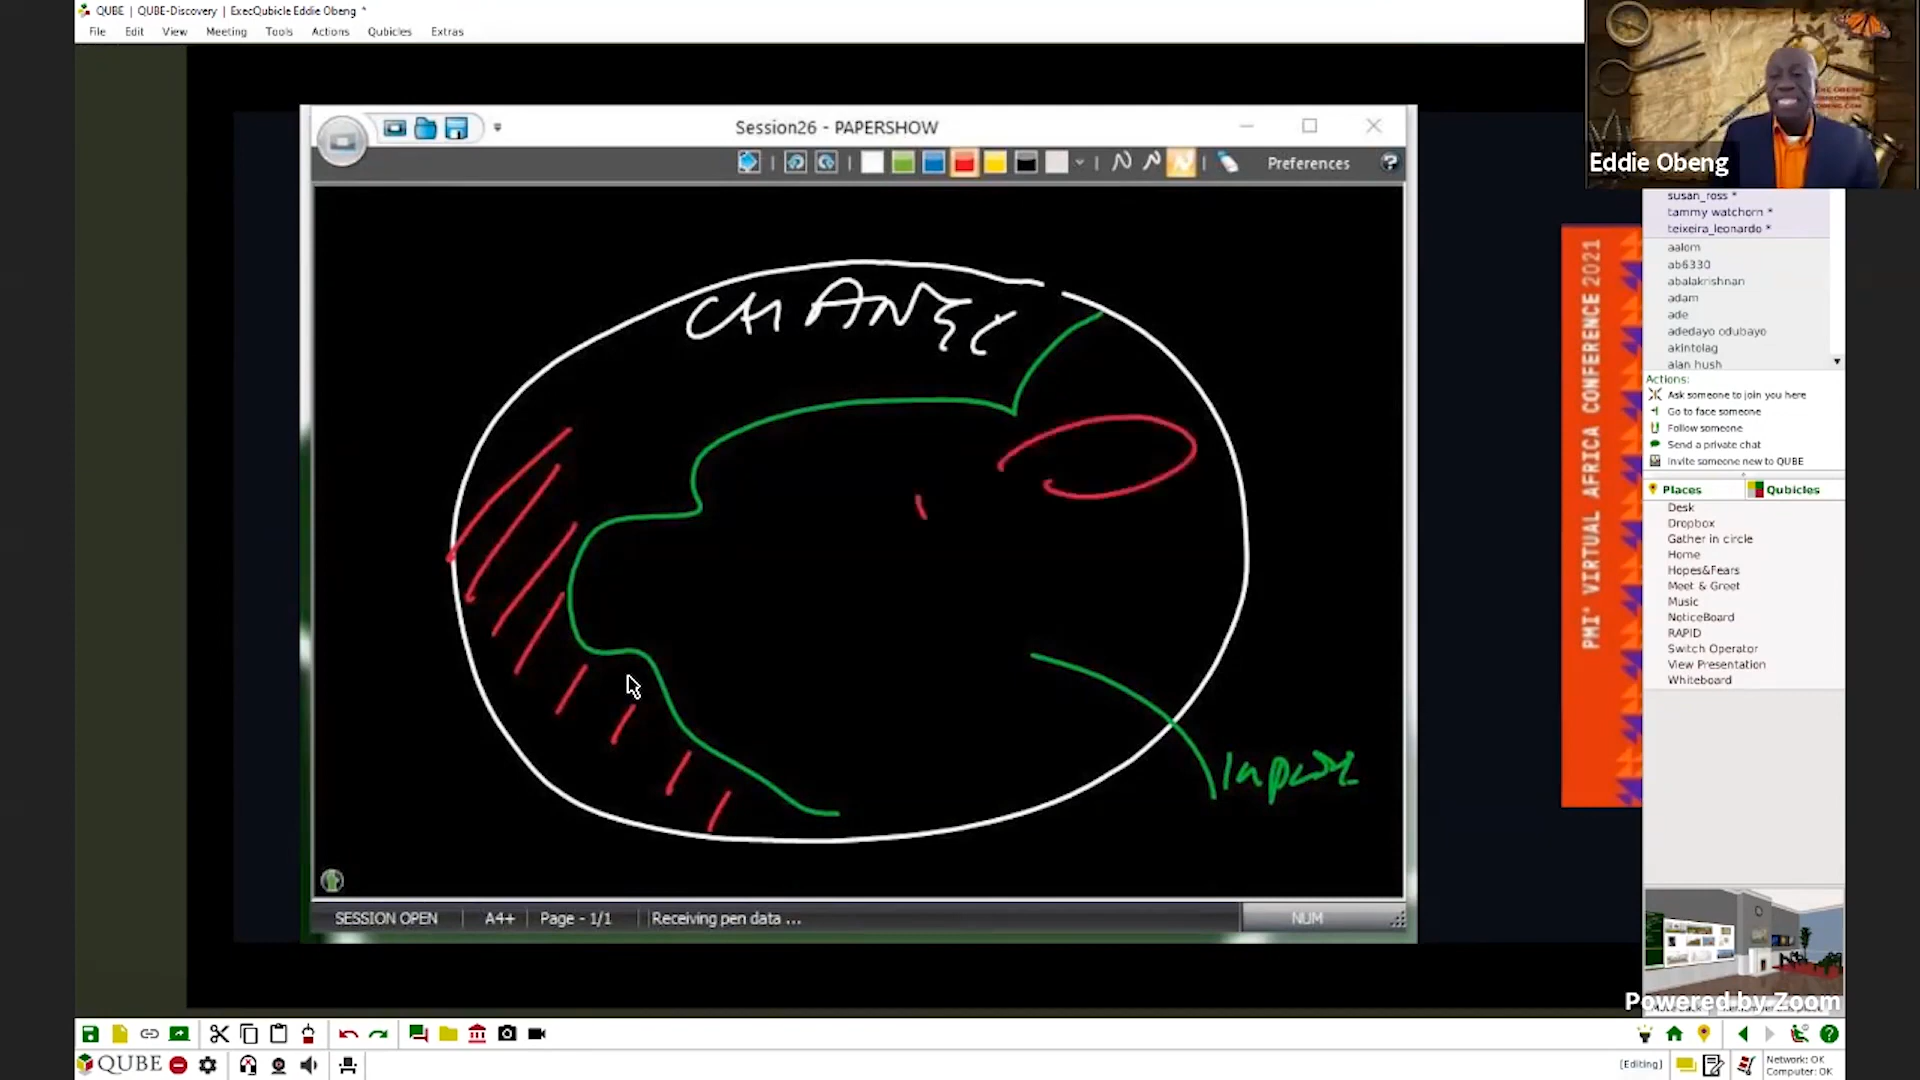 QUBE | QUBE-Discovery | ExecQubicle Eddie Obeng *
File Edit View Meeting Tools Actions Qubicles Extras
Session26 - PAPERSHOW
Preferences
CHANGE
SESSION OPEN A4+ Page - 1/1 Receiving pen data ... NUM
PMI® VIRTUAL AFRICA CONFERENCE 2021
Eddie Obeng
susan_ross *
tammy watchorn *
teixeira_leonardo *
aalom
ab6330
abalakrishnan
adam
ade
adedayo odubayo
akintolag
alan hush
Actions:
Ask someone to join you here
Go to face someone
Follow someone
Send a private chat
Invite someone new to QUBE
Places Qubicles
Desk
Dropbox
Gather in circle
Home
Hopes&Fears
Meet & Greet
Music
NoticeBoard
RAPID
Switch Operator
View Presentation
Whiteboard
Powered by Zoom
QUBE
[Editing]
Network: OK
Computer: OK